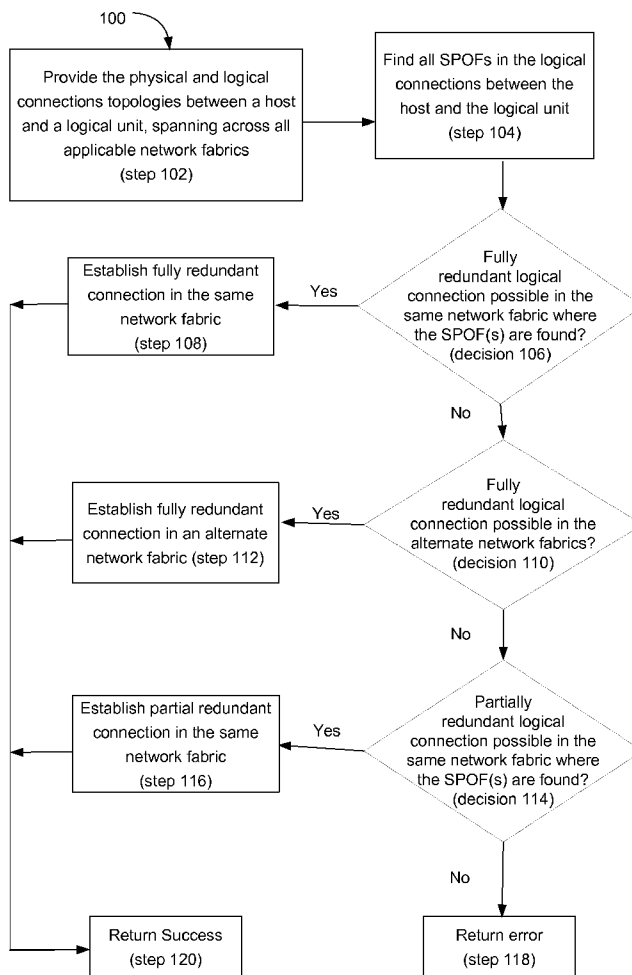 100
Provide the physical and logical
connections topologies between a host
and a logical unit, spanning across all
applicable network fabrics
(step 102)
Find all SPOFs in the logical
connections between the
host and the logical unit
(step 104)
Fully
redundant logical
connection possible in the
same network fabric where
the SPOF(s) are found?
(decision 106)
Yes
Establish fully redundant
connection in the same
network fabric
(step 108)
No
Fully
redundant logical
connection possible in the
alternate network fabrics?
(decision 110)
Yes
Establish fully redundant
connection in an alternate
network fabric (step 112)
No
Partially
redundant logical
connection possible in the
same network fabric where
the SPOF(s) are found?
(decision 114)
Yes
Establish partial redundant
connection in the same
network fabric
(step 116)
No
Return Success
(step 120)
Return error
(step 118)